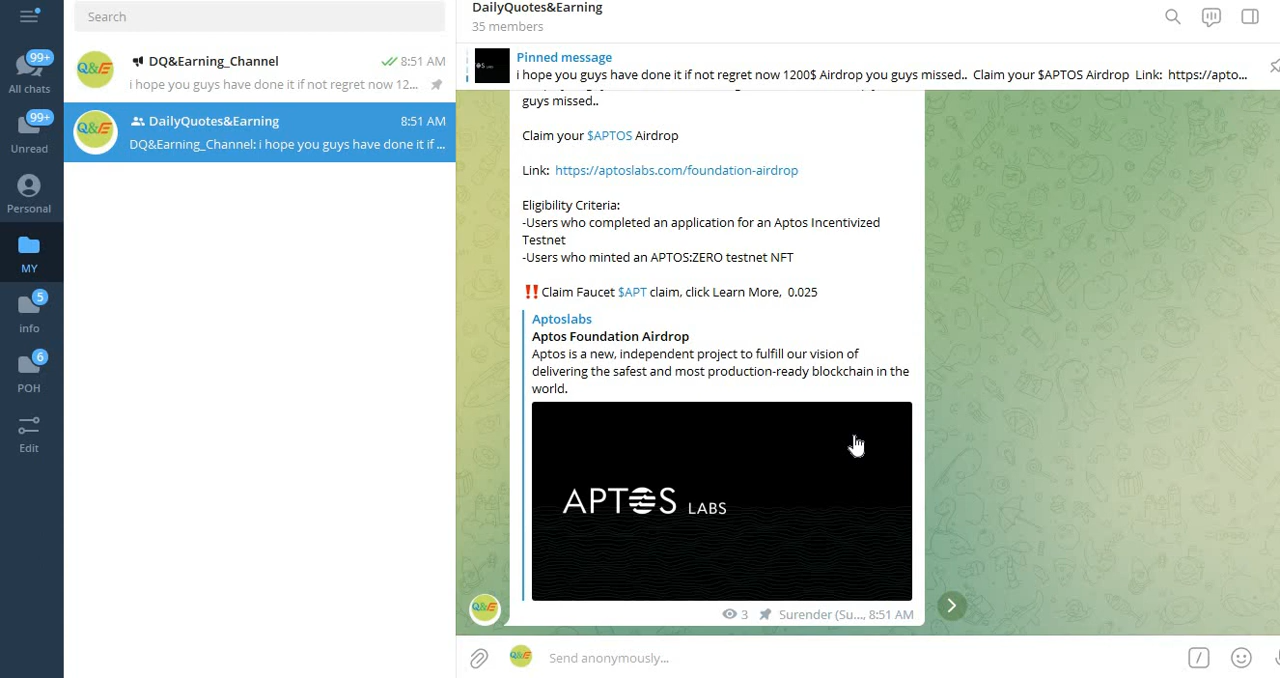 Search
DailyQuotes&Earning
35 members
Pinned message
i hope you guys have done it if not regret now 1200$ Airdrop you guys missed.. Claim your $APTOS Airdrop Link: https://apto...
99+
All chats
99+
Unread
Personal
MY
5
info
6
POH
Edit
DQ&Earning_Channel
8:51 AM
i hope you guys have done it if not regret now 12...
DailyQuotes&Earning
8:51 AM
DQ&Earning_Channel: i hope you guys have done it if ...
Q&E
Q&E
guys missed..
Claim your $APTOS Airdrop
Link: https://aptoslabs.com/foundation-airdrop
Eligibility Criteria:
-Users who completed an application for an Aptos Incentivized
Testnet
-Users who minted an APTOS:ZERO testnet NFT
‼️Claim Faucet $APT claim, click Learn More, 0.025
Aptoslabs
Aptos Foundation Airdrop
Aptos is a new, independent project to fulfill our vision of
delivering the safest and most production-ready blockchain in the
world.
APTOS LABS
Q&E
3 Surender (Su..., 8:51 AM
Q&E
Send anonymously...